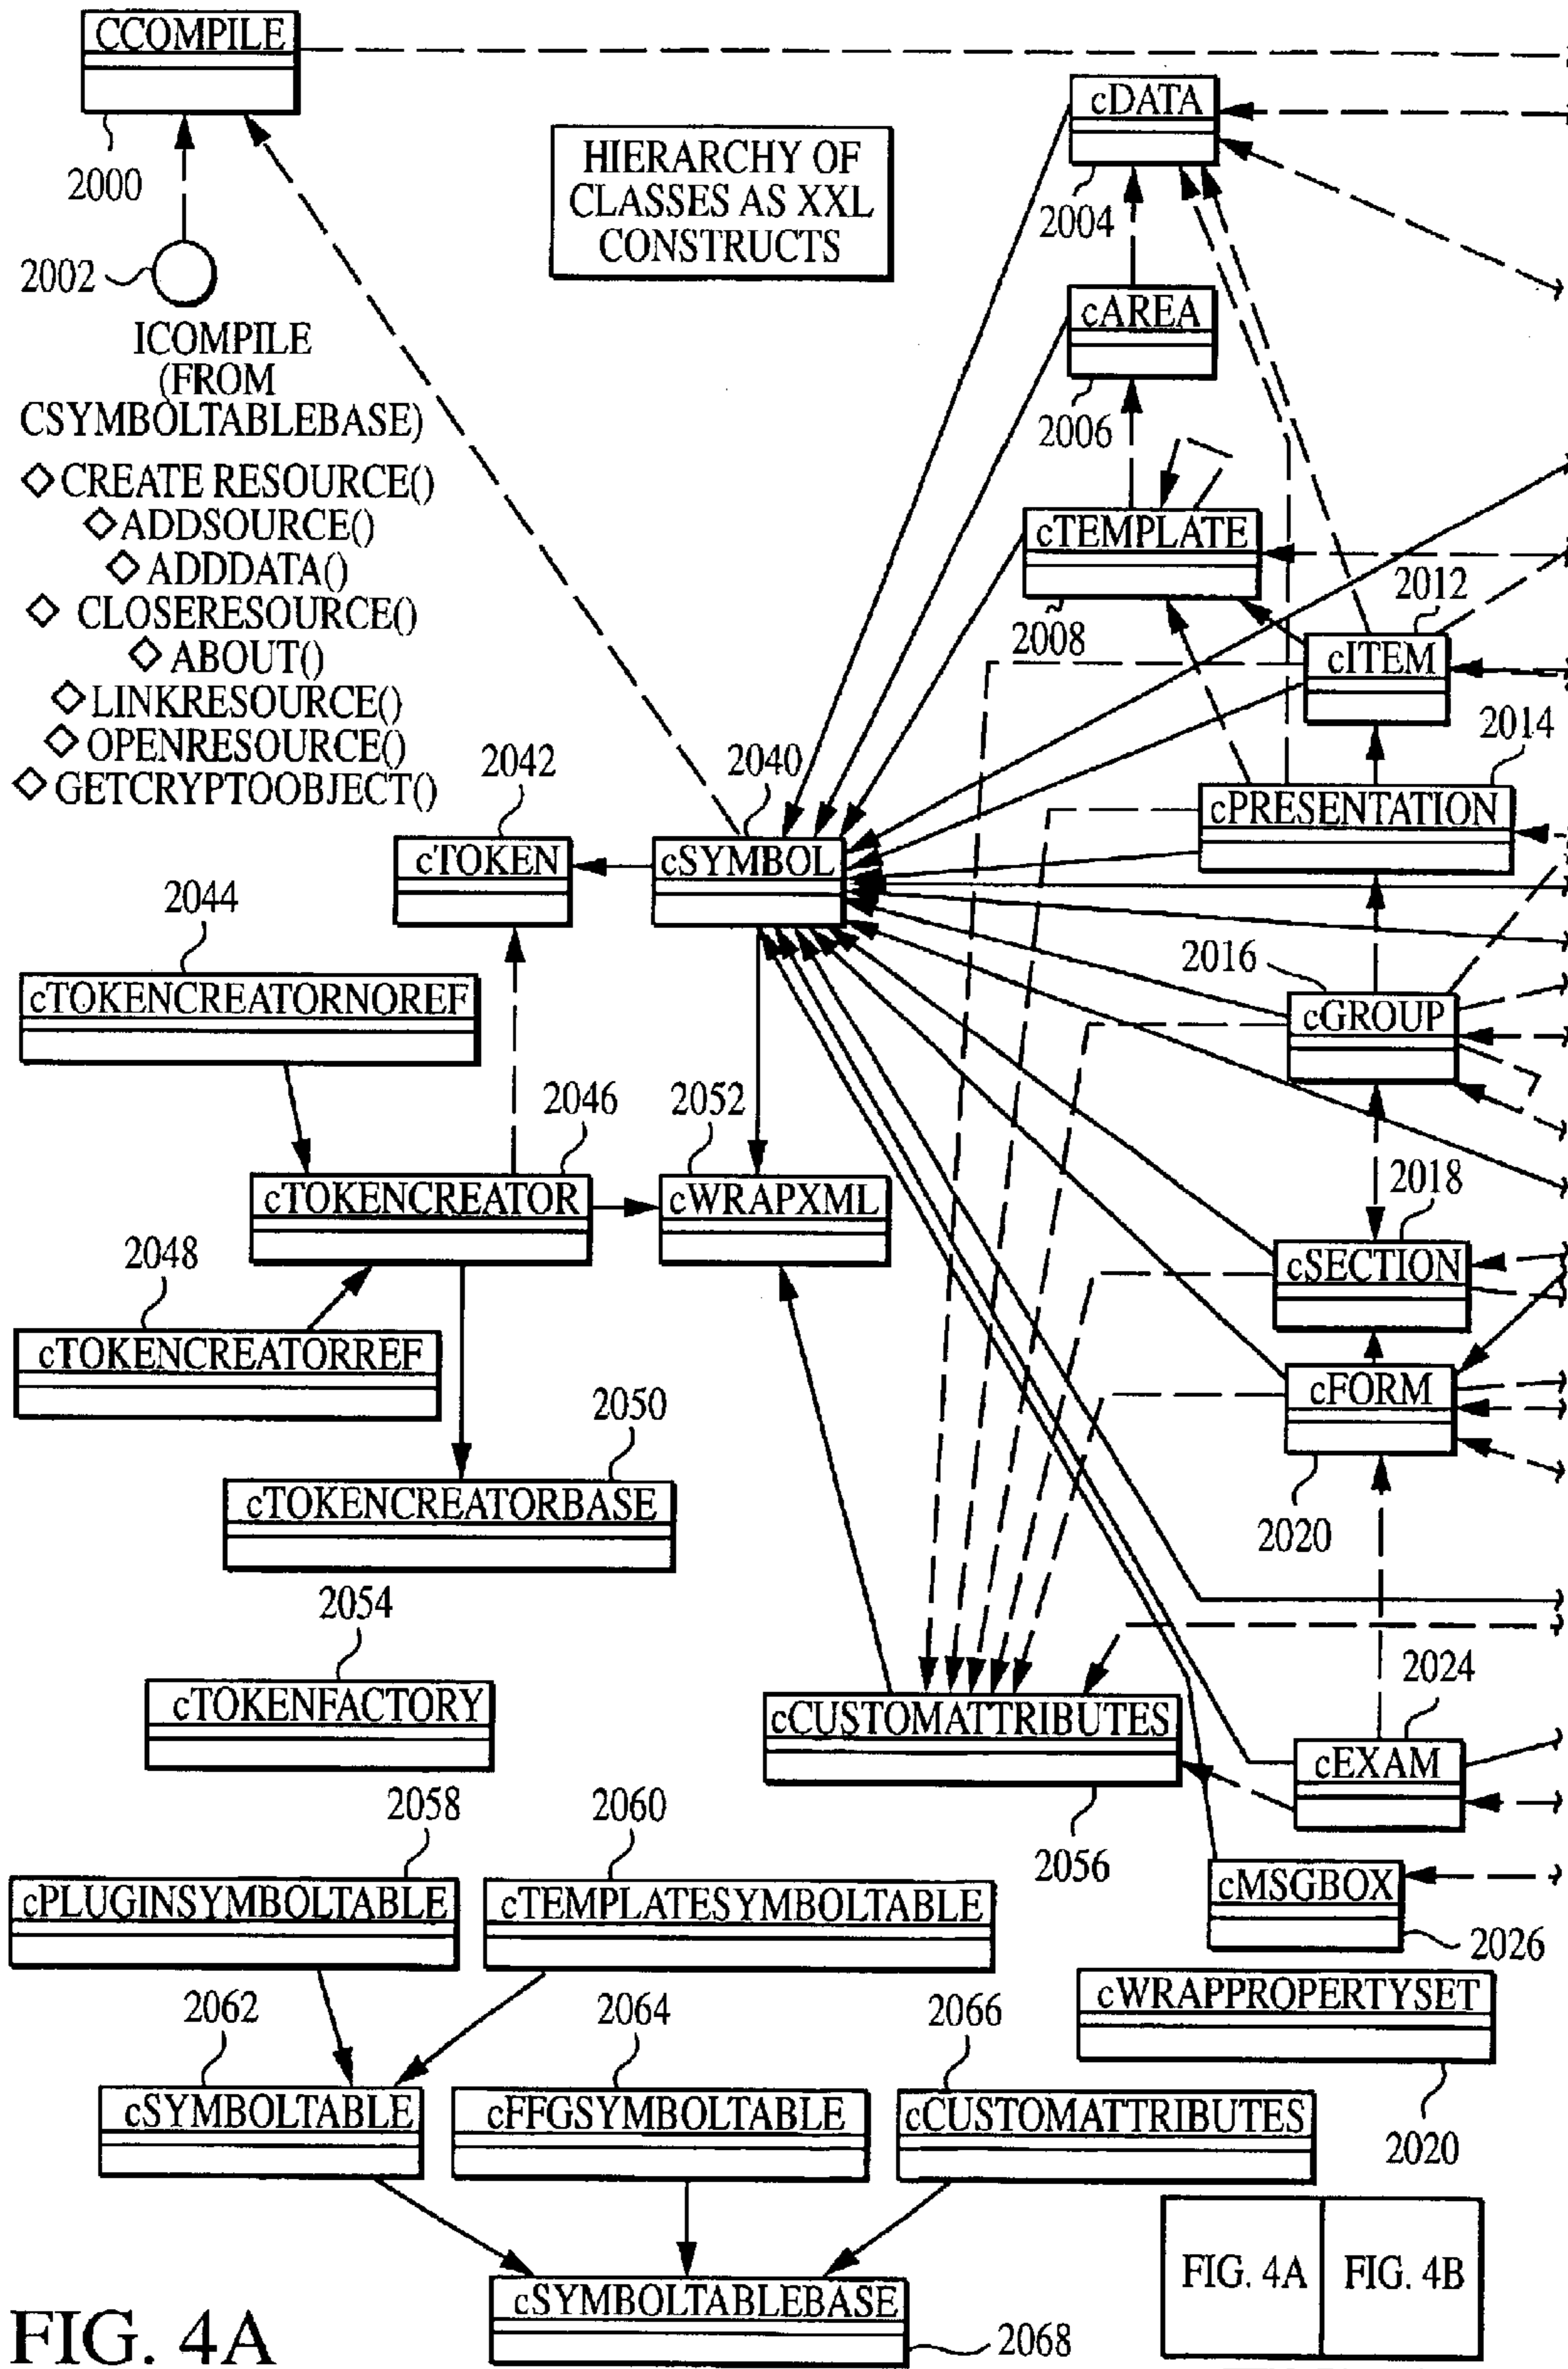 CCOMPILE
2000
2002
ICOMPILE
(FROM
CSYMBOLTABLEBASE)
◇ CREATE RESOURCE()
◇ ADDSOURCE()
◇ ADDDATA()
◇ CLOSERESOURCE()
◇ ABOUT()
◇ LINKRESOURCE()
◇ OPENRESOURCE()
◇ GETCRYPTOOBJECT()
HIERARCHY OF
CLASSES AS XXL
CONSTRUCTS
cDATA
2004
cAREA
2006
cTEMPLATE
2008
2012
cITEM
2014
cPRESENTATION
2016
cGROUP
2018
cSECTION
cFORM
2020
2024
cEXAM
cMSGBOX
2026
2042
cTOKEN
2040
cSYMBOL
2044
cTOKENCREATORNOREF
2046
cTOKENCREATOR
2052
cWRAPXML
2048
cTOKENCREATORREF
2050
cTOKENCREATORBASE
2054
cTOKENFACTORY
cCUSTOMATTRIBUTES
2056
2058
cPLUGINSYMBOLTABLE
2060
cTEMPLATESYMBOLTABLE
cWRAPPROPERTYSET
2020
2062
cSYMBOLTABLE
2064
cFFGSYMBOLTABLE
2066
cCUSTOMATTRIBUTES
cSYMBOLTABLEBASE
2068
FIG. 4A
FIG. 4B
FIG. 4A